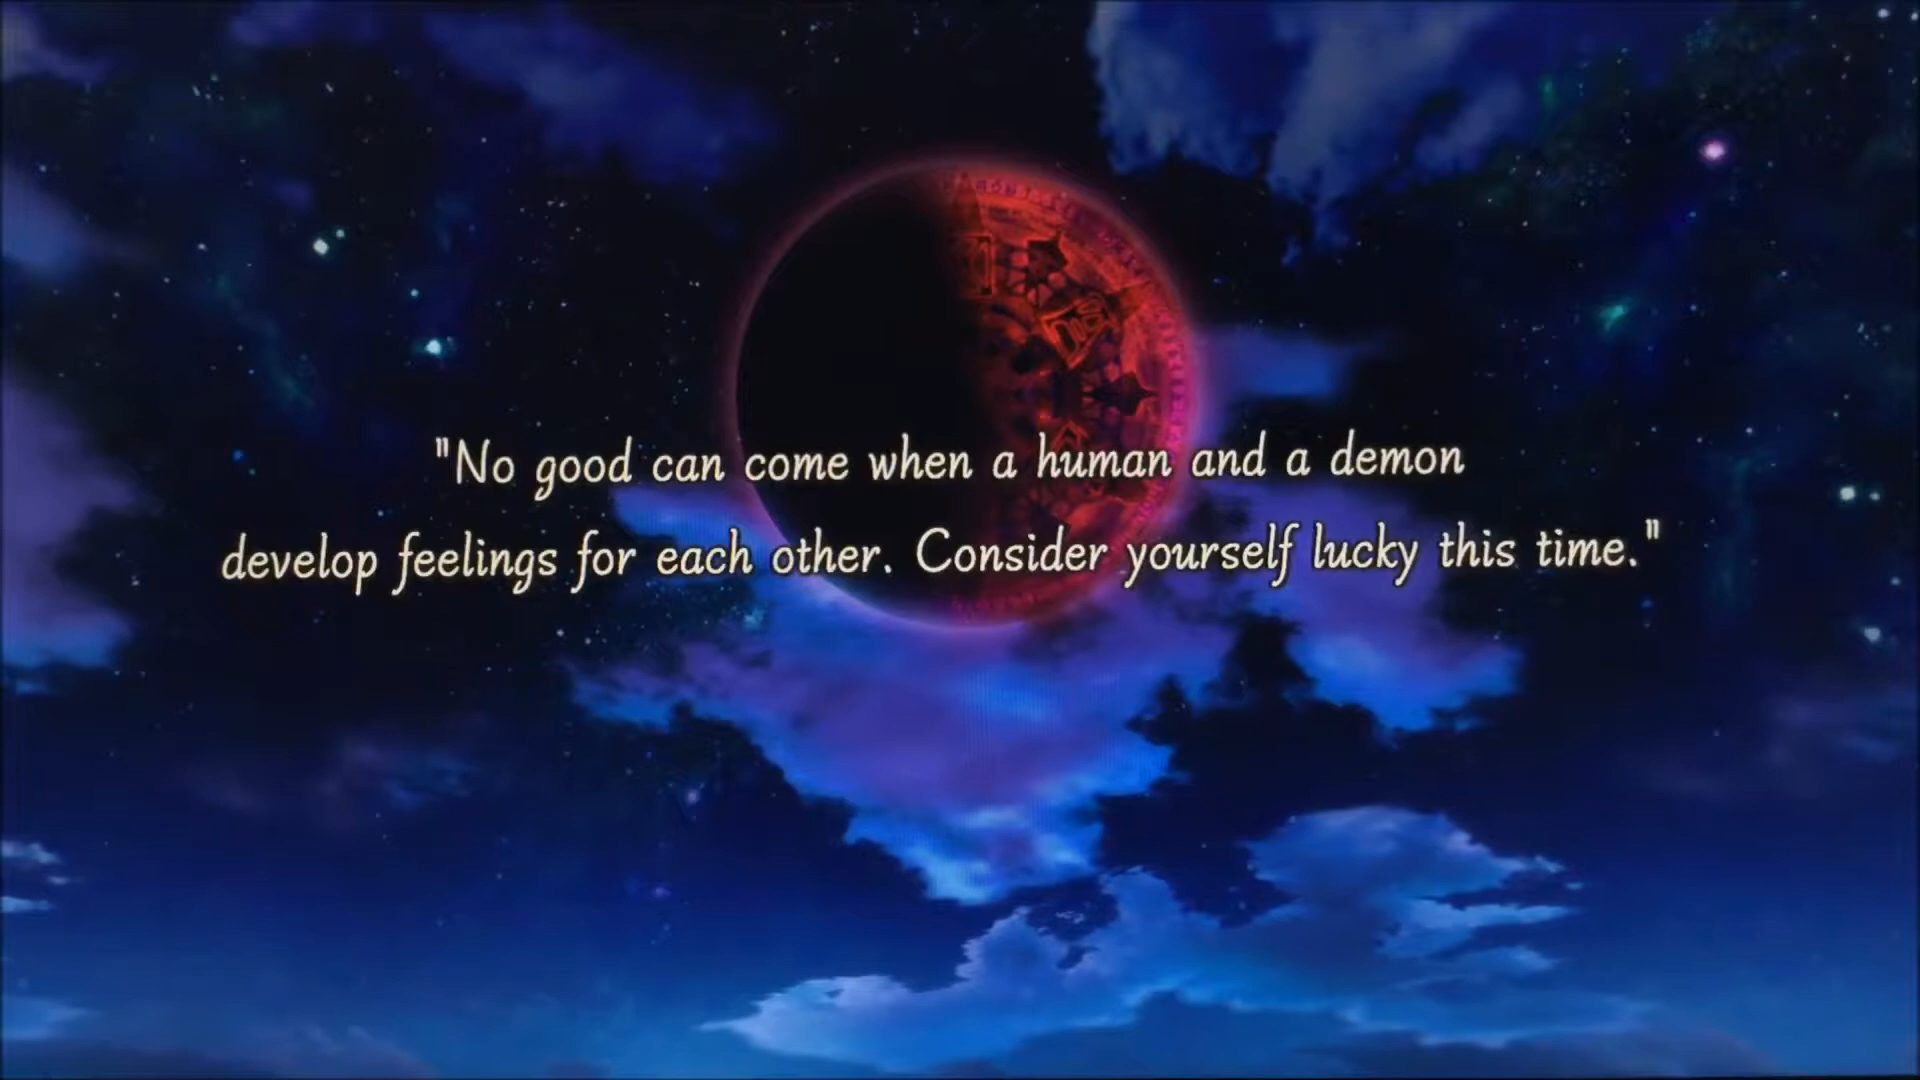 "No good can come when a human and a demon
develop feelings for each other. Consider yourself lucky this time."